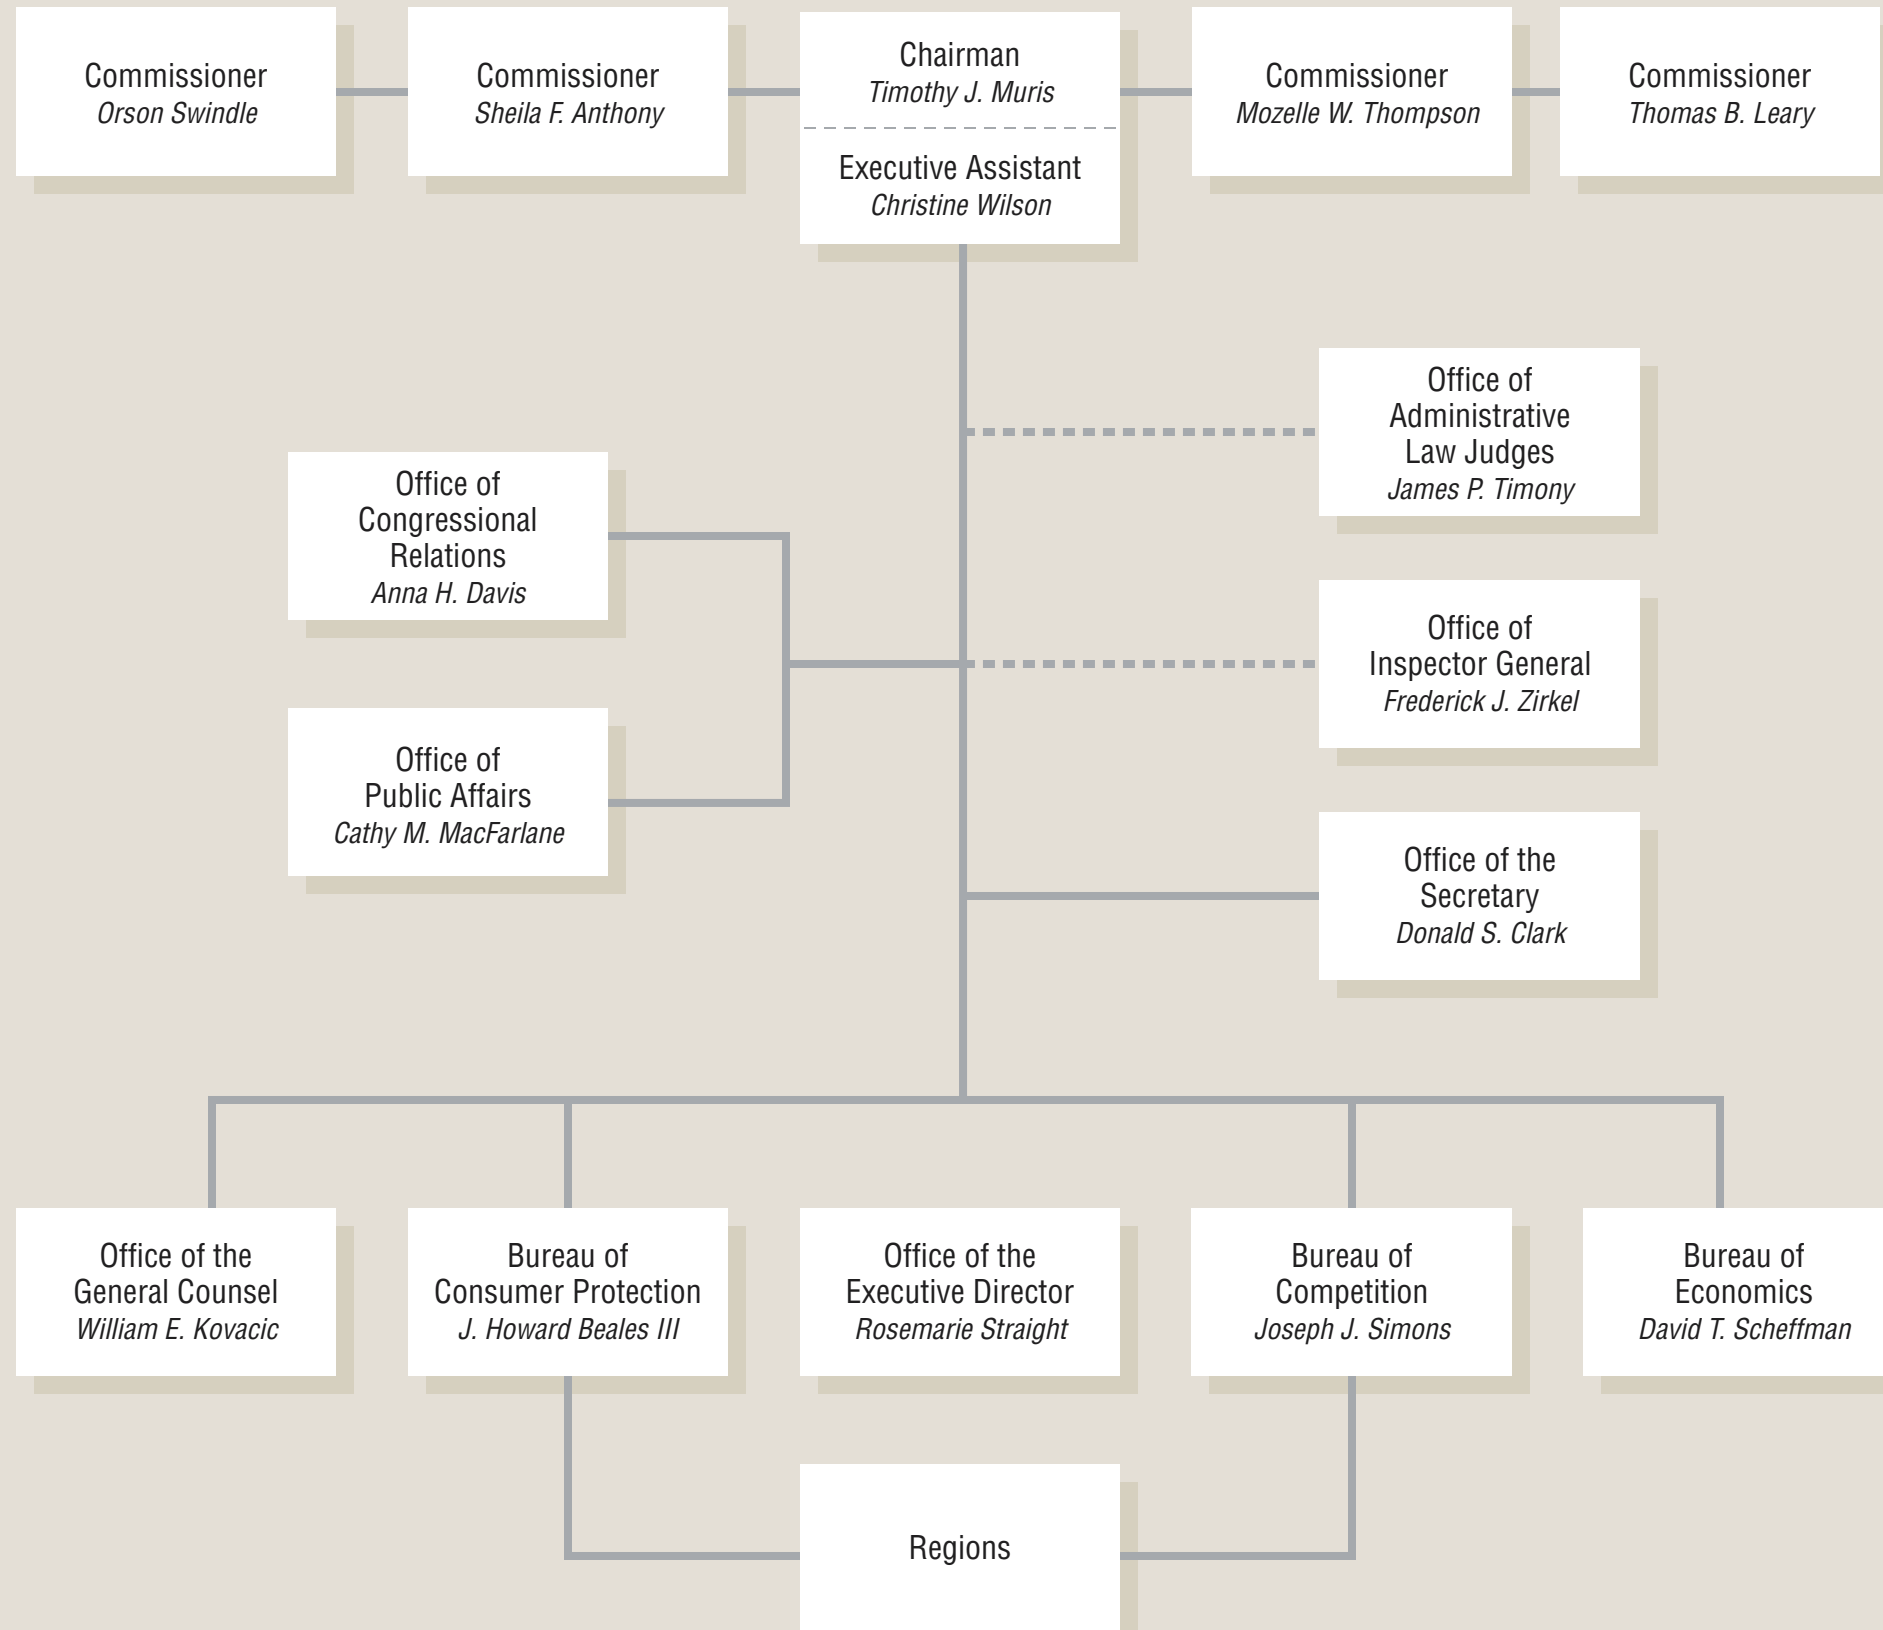 Commissioner
Orson Swindle
Commissioner
Sheila F. Anthony
Chairman
Timothy J. Muris
Executive Assistant
Christine Wilson
Commissioner
Mozelle W. Thompson
Commissioner
Thomas B. Leary
Office of
Administrative
Law Judges
James P. Timony
Office of
Congressional
Relations
Anna H. Davis
Office of
Inspector General
Frederick J. Zirkel
Office of
Public Affairs
Cathy M. MacFarlane
Office of the
Secretary
Donald S. Clark
Office of the
General Counsel
William E. Kovacic
Bureau of
Consumer Protection
J. Howard Beales III
Office of the
Executive Director
Rosemarie Straight
Bureau of
Competition
Joseph J. Simons
Bureau of
Economics
David T. Scheffman
Regions